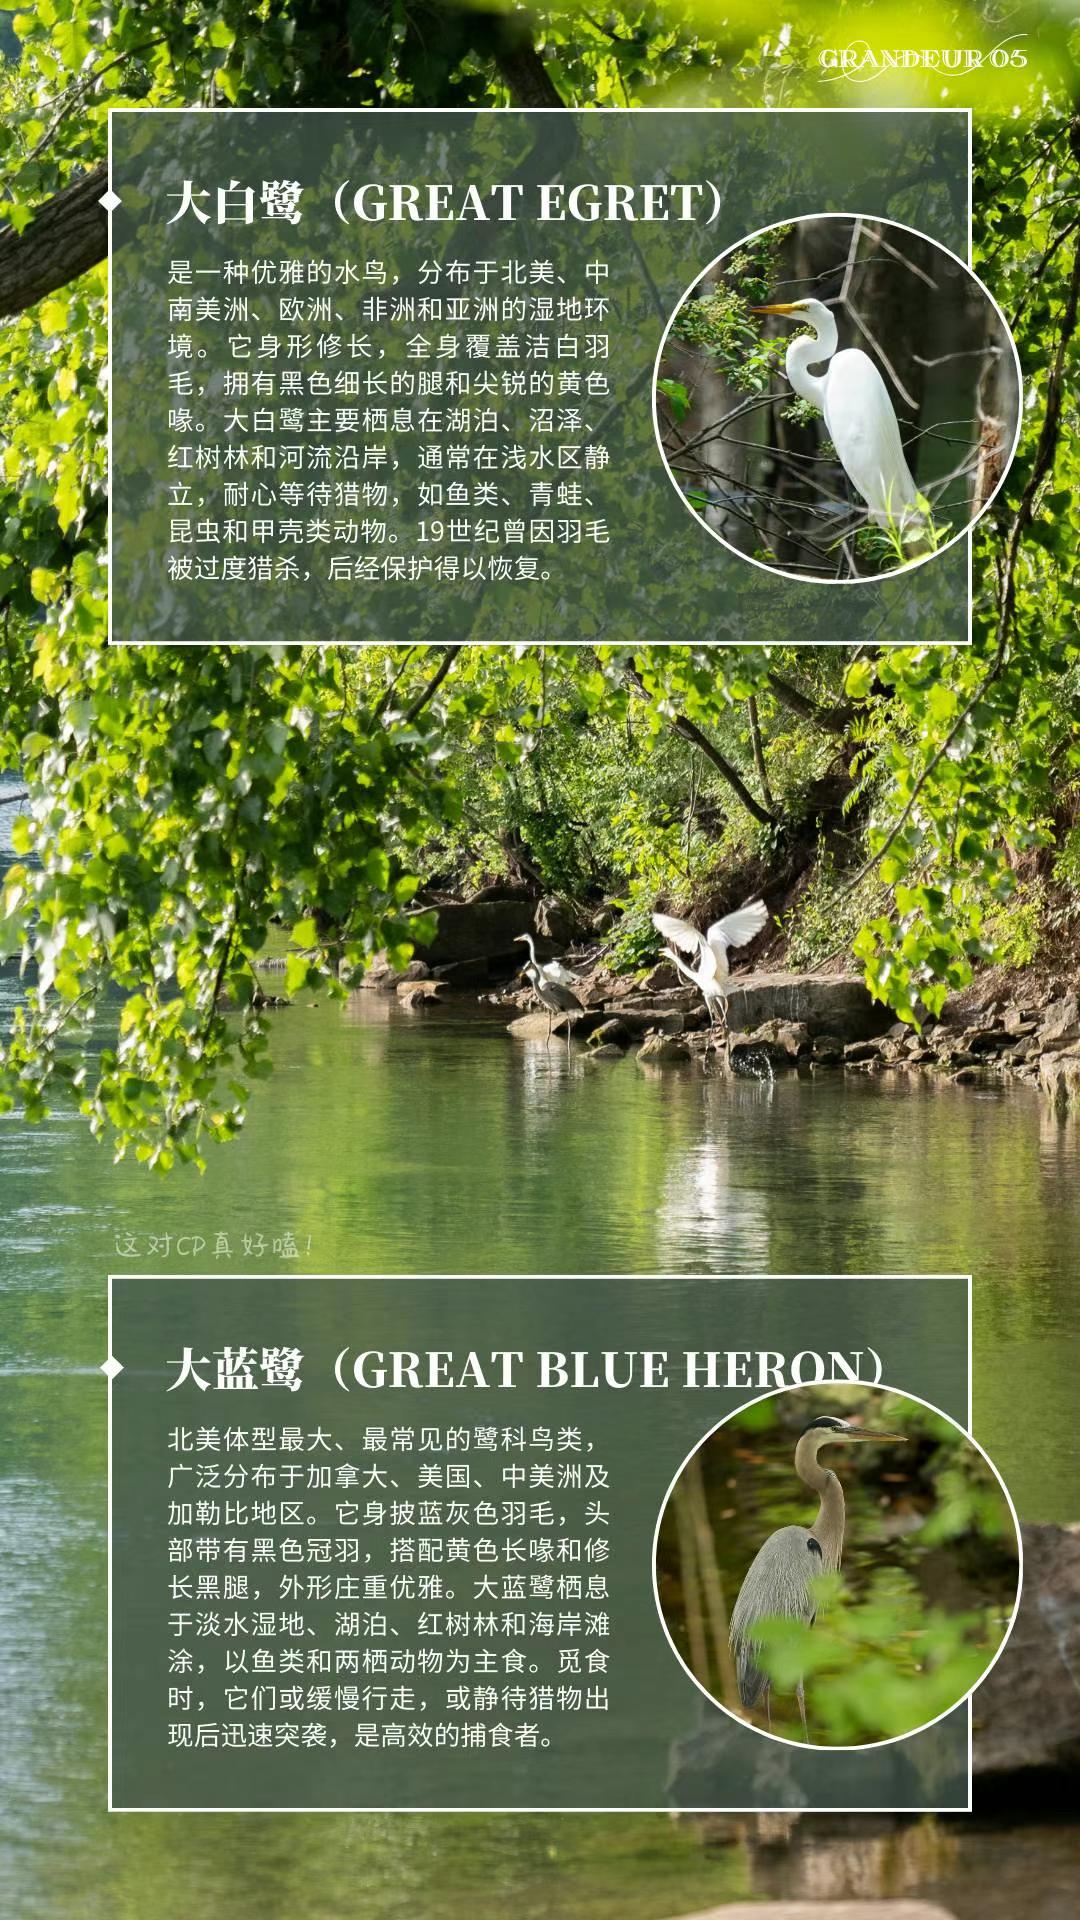 GRANDEUR 05
大白鹭（GREAT EGRET）
是一种优雅的水鸟，分布于北美、中
南美洲、欧洲、非洲和亚洲的湿地环
境。它身形修长，全身覆盖洁白羽
毛，拥有黑色细长的腿和尖锐的黄色
喙。大白鹭主要栖息在湖泊、沼泽、
红树林和河流沿岸，通常在浅水区静
立，耐心等待猎物，如鱼类、青蛙、
昆虫和甲壳类动物。19世纪曾因羽毛
被过度猎杀，后经保护得以恢复。
这对CP真好嗑！
大蓝鹭（GREAT BLUE HERON）
北美体型最大、最常见的鹭科鸟类，
广泛分布于加拿大、美国、中美洲及
加勒比地区。它身披蓝灰色羽毛，头
部带有黑色冠羽，搭配黄色长喙和修
长黑腿，外形庄重优雅。大蓝鹭栖息
于淡水湿地、湖泊、红树林和海岸滩
涂，以鱼类和两栖动物为主食。觅食
时，它们或缓慢行走，或静待猎物出
现后迅速突袭，是高效的捕食者。